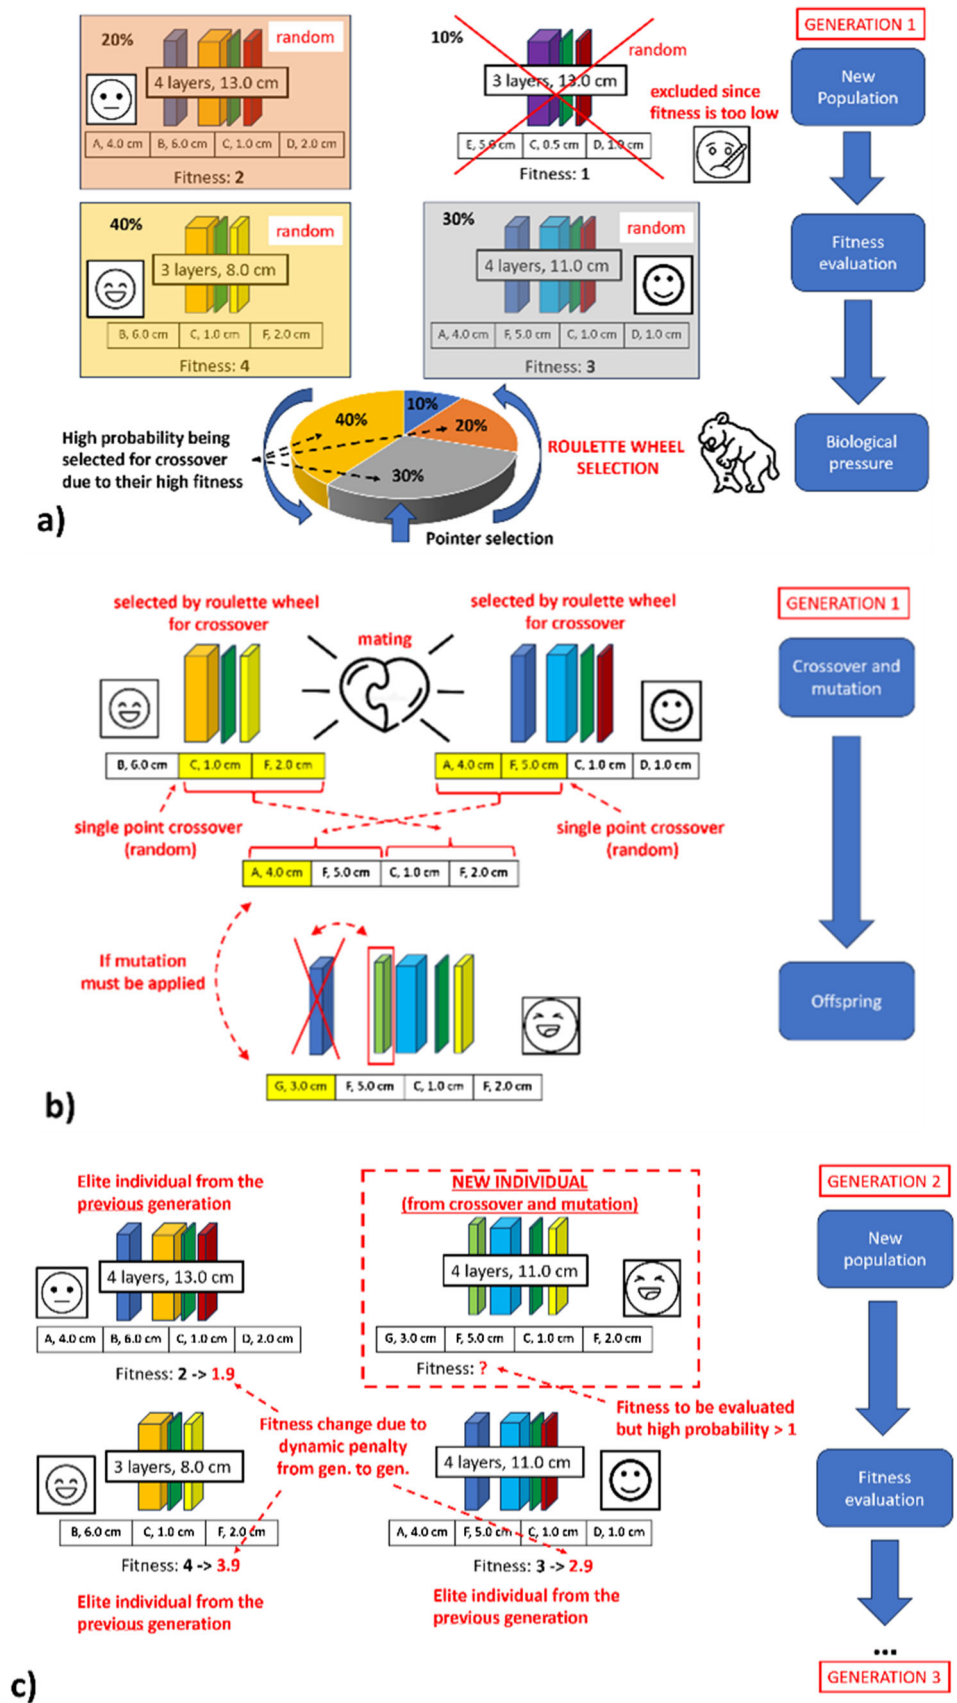 GENERATION 1
20%
random
4 layers, 13.0 cm
A, 4.0 cm B, 6.0 cm C, 1.0 cm D, 2.0 cm
Fitness: 2
10%
random
3 layers, 13.0 cm
excluded since
fitness is too low
E, 5.0 cm C, 0.5 cm D, 1.0 cm
Fitness: 1
New
Population
40%
random
3 layers, 8.0 cm
B, 6.0 cm C, 1.0 cm F, 2.0 cm
Fitness: 4
30%
random
4 layers, 11.0 cm
A, 4.0 cm F, 5.0 cm C, 1.0 cm D, 1.0 cm
Fitness: 3
Fitness
evaluation
High probability being
selected for crossover
due to their high fitness
40%
10%
20%
30%
ROULETTE WHEEL
SELECTION
Pointer selection
Biological
pressure
a)
selected by roulette wheel
for crossover
mating
selected by roulette wheel
for crossover
GENERATION 1
Crossover and
mutation
B, 6.0 cm C, 1.0 cm F, 2.0 cm
A, 4.0 cm F, 5.0 cm C, 1.0 cm D, 1.0 cm
single point crossover
(random)
single point crossover
(random)
A, 4.0 cm F, 5.0 cm C, 1.0 cm F, 2.0 cm
If mutation
must be applied
Offspring
G, 3.0 cm F, 5.0 cm C, 1.0 cm F, 2.0 cm
b)
Elite individual from the
previous generation
4 layers, 13.0 cm
A, 4.0 cm B, 6.0 cm C, 1.0 cm D, 2.0 cm
Fitness: 2 -> 1.9
NEW INDIVIDUAL
(from crossover and mutation)
4 layers, 11.0 cm
G, 3.0 cm F, 5.0 cm C, 1.0 cm F, 2.0 cm
Fitness: ?
GENERATION 2
New
population
Fitness change due to
dynamic penalty
from gen. to gen.
Fitness to be evaluated
but high probability > 1
3 layers, 8.0 cm
B, 6.0 cm C, 1.0 cm F, 2.0 cm
Fitness: 4 -> 3.9
Elite individual from the
previous generation
4 layers, 11.0 cm
A, 4.0 cm F, 5.0 cm C, 1.0 cm D, 1.0 cm
Fitness: 3 -> 2.9
Elite individual from the
previous generation
Fitness
evaluation
...
GENERATION 3
c)